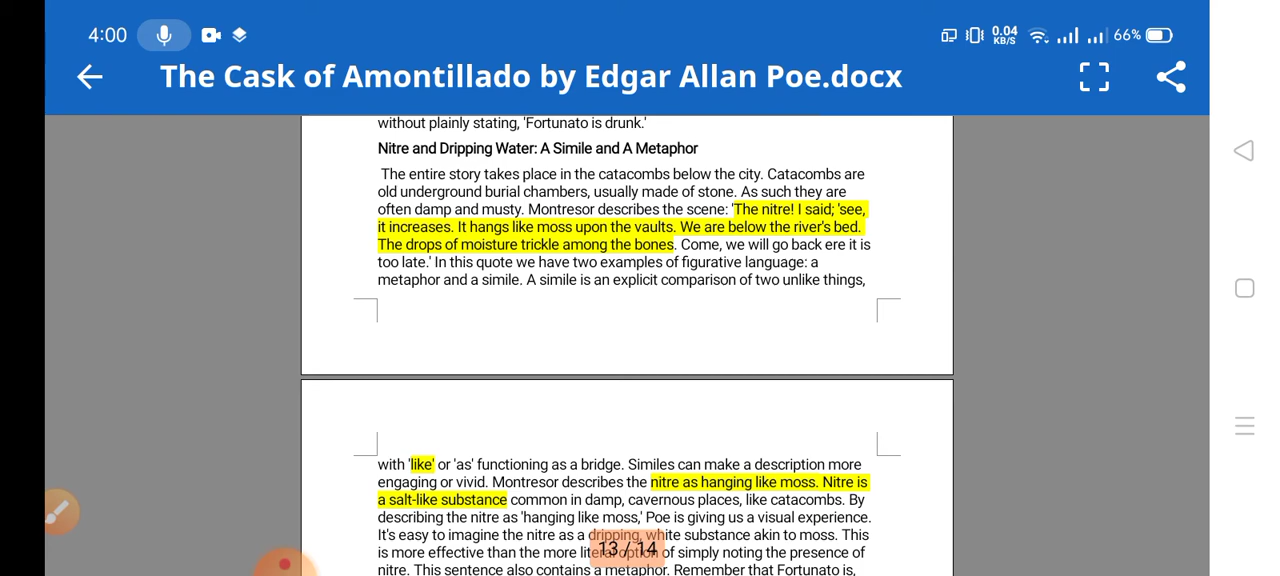 4:00
0.04 KB/S 66%
The Cask of Amontillado by Edgar Allan Poe.docx
without plainly stating, 'Fortunato is drunk.'
Nitre and Dripping Water: A Simile and A Metaphor
The entire story takes place in the catacombs below the city. Catacombs are
old underground burial chambers, usually made of stone. As such they are
often damp and musty. Montresor describes the scene: 'The nitre! I said; 'see,
it increases. It hangs like moss upon the vaults. We are below the river's bed.
The drops of moisture trickle among the bones. Come, we will go back ere it is
too late.' In this quote we have two examples of figurative language: a
metaphor and a simile. A simile is an explicit comparison of two unlike things,
with 'like' or 'as' functioning as a bridge. Similes can make a description more
engaging or vivid. Montresor describes the nitre as hanging like moss. Nitre is
a salt-like substance common in damp, cavernous places, like catacombs. By
describing the nitre as 'hanging like moss,' Poe is giving us a visual experience.
It's easy to imagine the nitre as a dripping, white substance akin to moss. This
is more effective than the more literal option of simply noting the presence of
13 / 14
nitre. This sentence also contains a metaphor. Remember that Fortunato is,